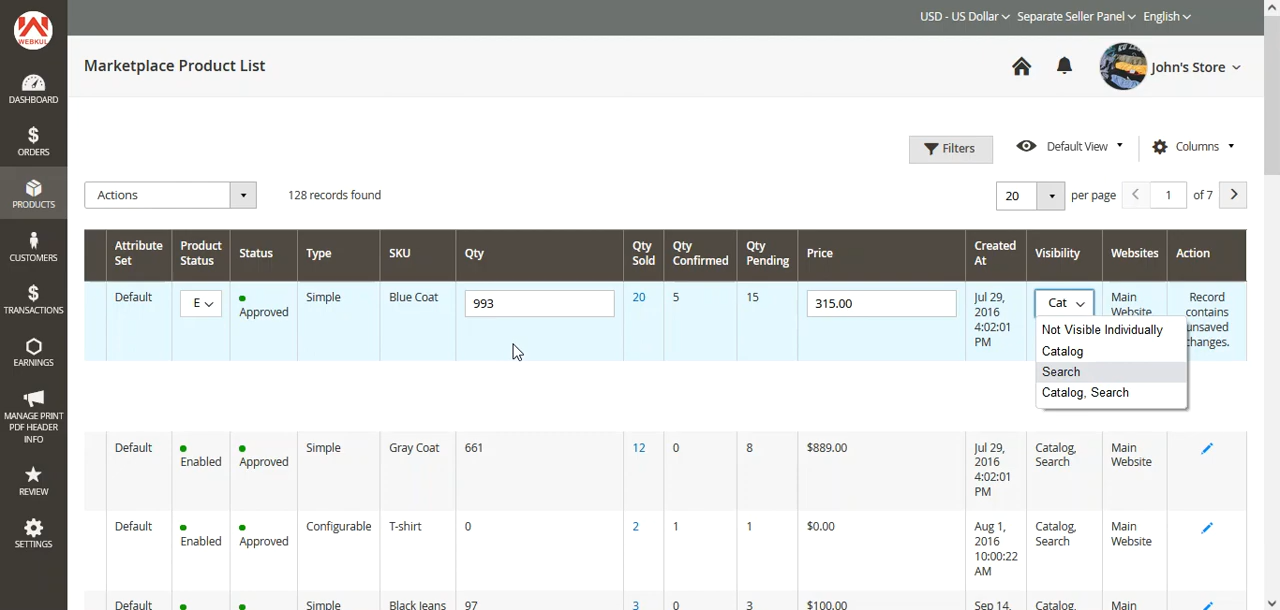 USD - US Dollar Separate Seller Panel English
WEBKUL
Marketplace Product List
John's Store
DASHBOARD
ORDERS
PRODUCTS
CUSTOMERS
TRANSACTIONS
EARNINGS
MANAGE PRINT
PDF HEADER
INFO
REVIEW
SETTINGS
Filters Default View Columns
Actions 128 records found 20 per page 1 of 7
Attribute Set Product Status Status Type SKU Qty Qty Sold Qty Confirmed Qty Pending Price Created At Visibility Websites Action
Default E Approved Simple Blue Coat 993 20 5 15 315.00 Jul 29, 2016 4:02:01 PM Cat Main Website Record contains unsaved changes.
Not Visible Individually
Catalog
Search
Catalog, Search
Default Enabled Approved Simple Gray Coat 661 12 0 8 $889.00 Jul 29, 2016 4:02:01 PM Catalog, Search Main Website
Default Enabled Approved Configurable T-shirt 0 2 1 1 $0.00 Aug 1, 2016 10:00:22 AM Catalog, Search Main Website
Default Simple Black Jeans 97 3 0 3 $100.00 Sep 14, Catalog, Main